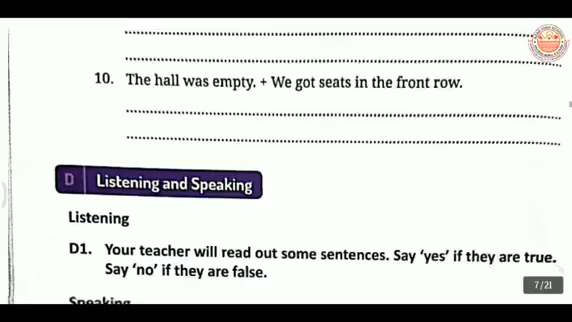 10. The hall was empty. + We got seats in the front row.
D Listening and Speaking
Listening
D1. Your teacher will read out some sentences. Say ‘yes’ if they are true.
Say ‘no’ if they are false.
7/21
Speaking